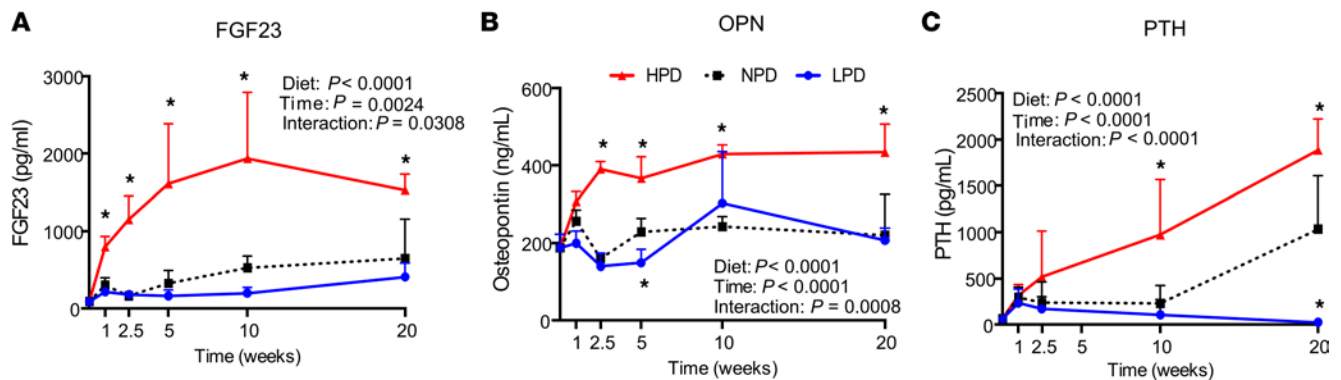 A
FGF23
FGF23 (pg/ml)
3000
2000
1000
0
*
*
*
*
*
Diet: P < 0.0001
Time: P = 0.0024
Interaction: P = 0.0308
1
2.5
5
10
20
Time (weeks)
B
OPN
HPD
NPD
LPD
Osteopontin (ng/mL)
600
400
200
0
*
*
*
*
*
Diet: P < 0.0001
Time: P < 0.0001
Interaction: P = 0.0008
1
2.5
5
10
20
Time (weeks)
C
PTH
PTH (pg/mL)
2500
2000
1500
1000
500
0
Diet: P < 0.0001
Time: P < 0.0001
Interaction: P < 0.0001
*
*
*
1
2.5
5
10
20
Time (weeks)